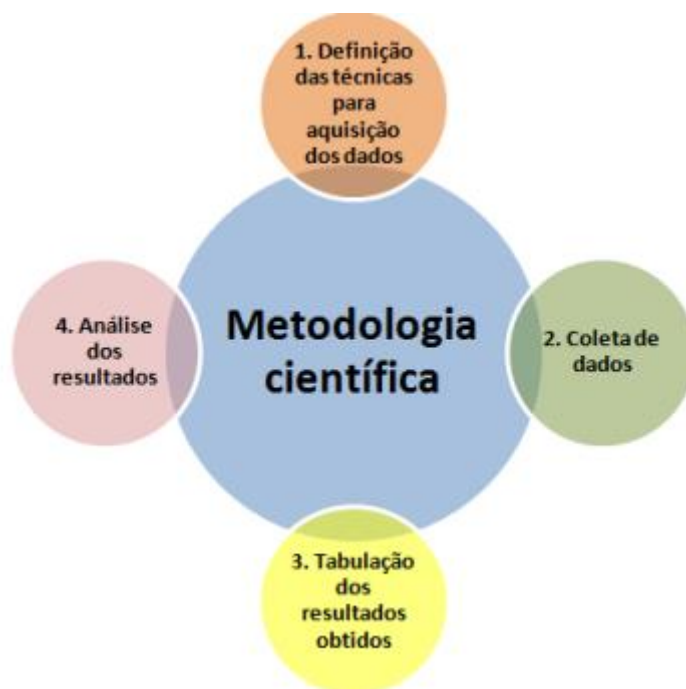 1. Definição
das técnicas
para
aquisição
dos dados
Metodologia
científica
2. Coleta de
dados
3. Tabulação
dos
resultados
obtidos
4. Análise
dos
resultados